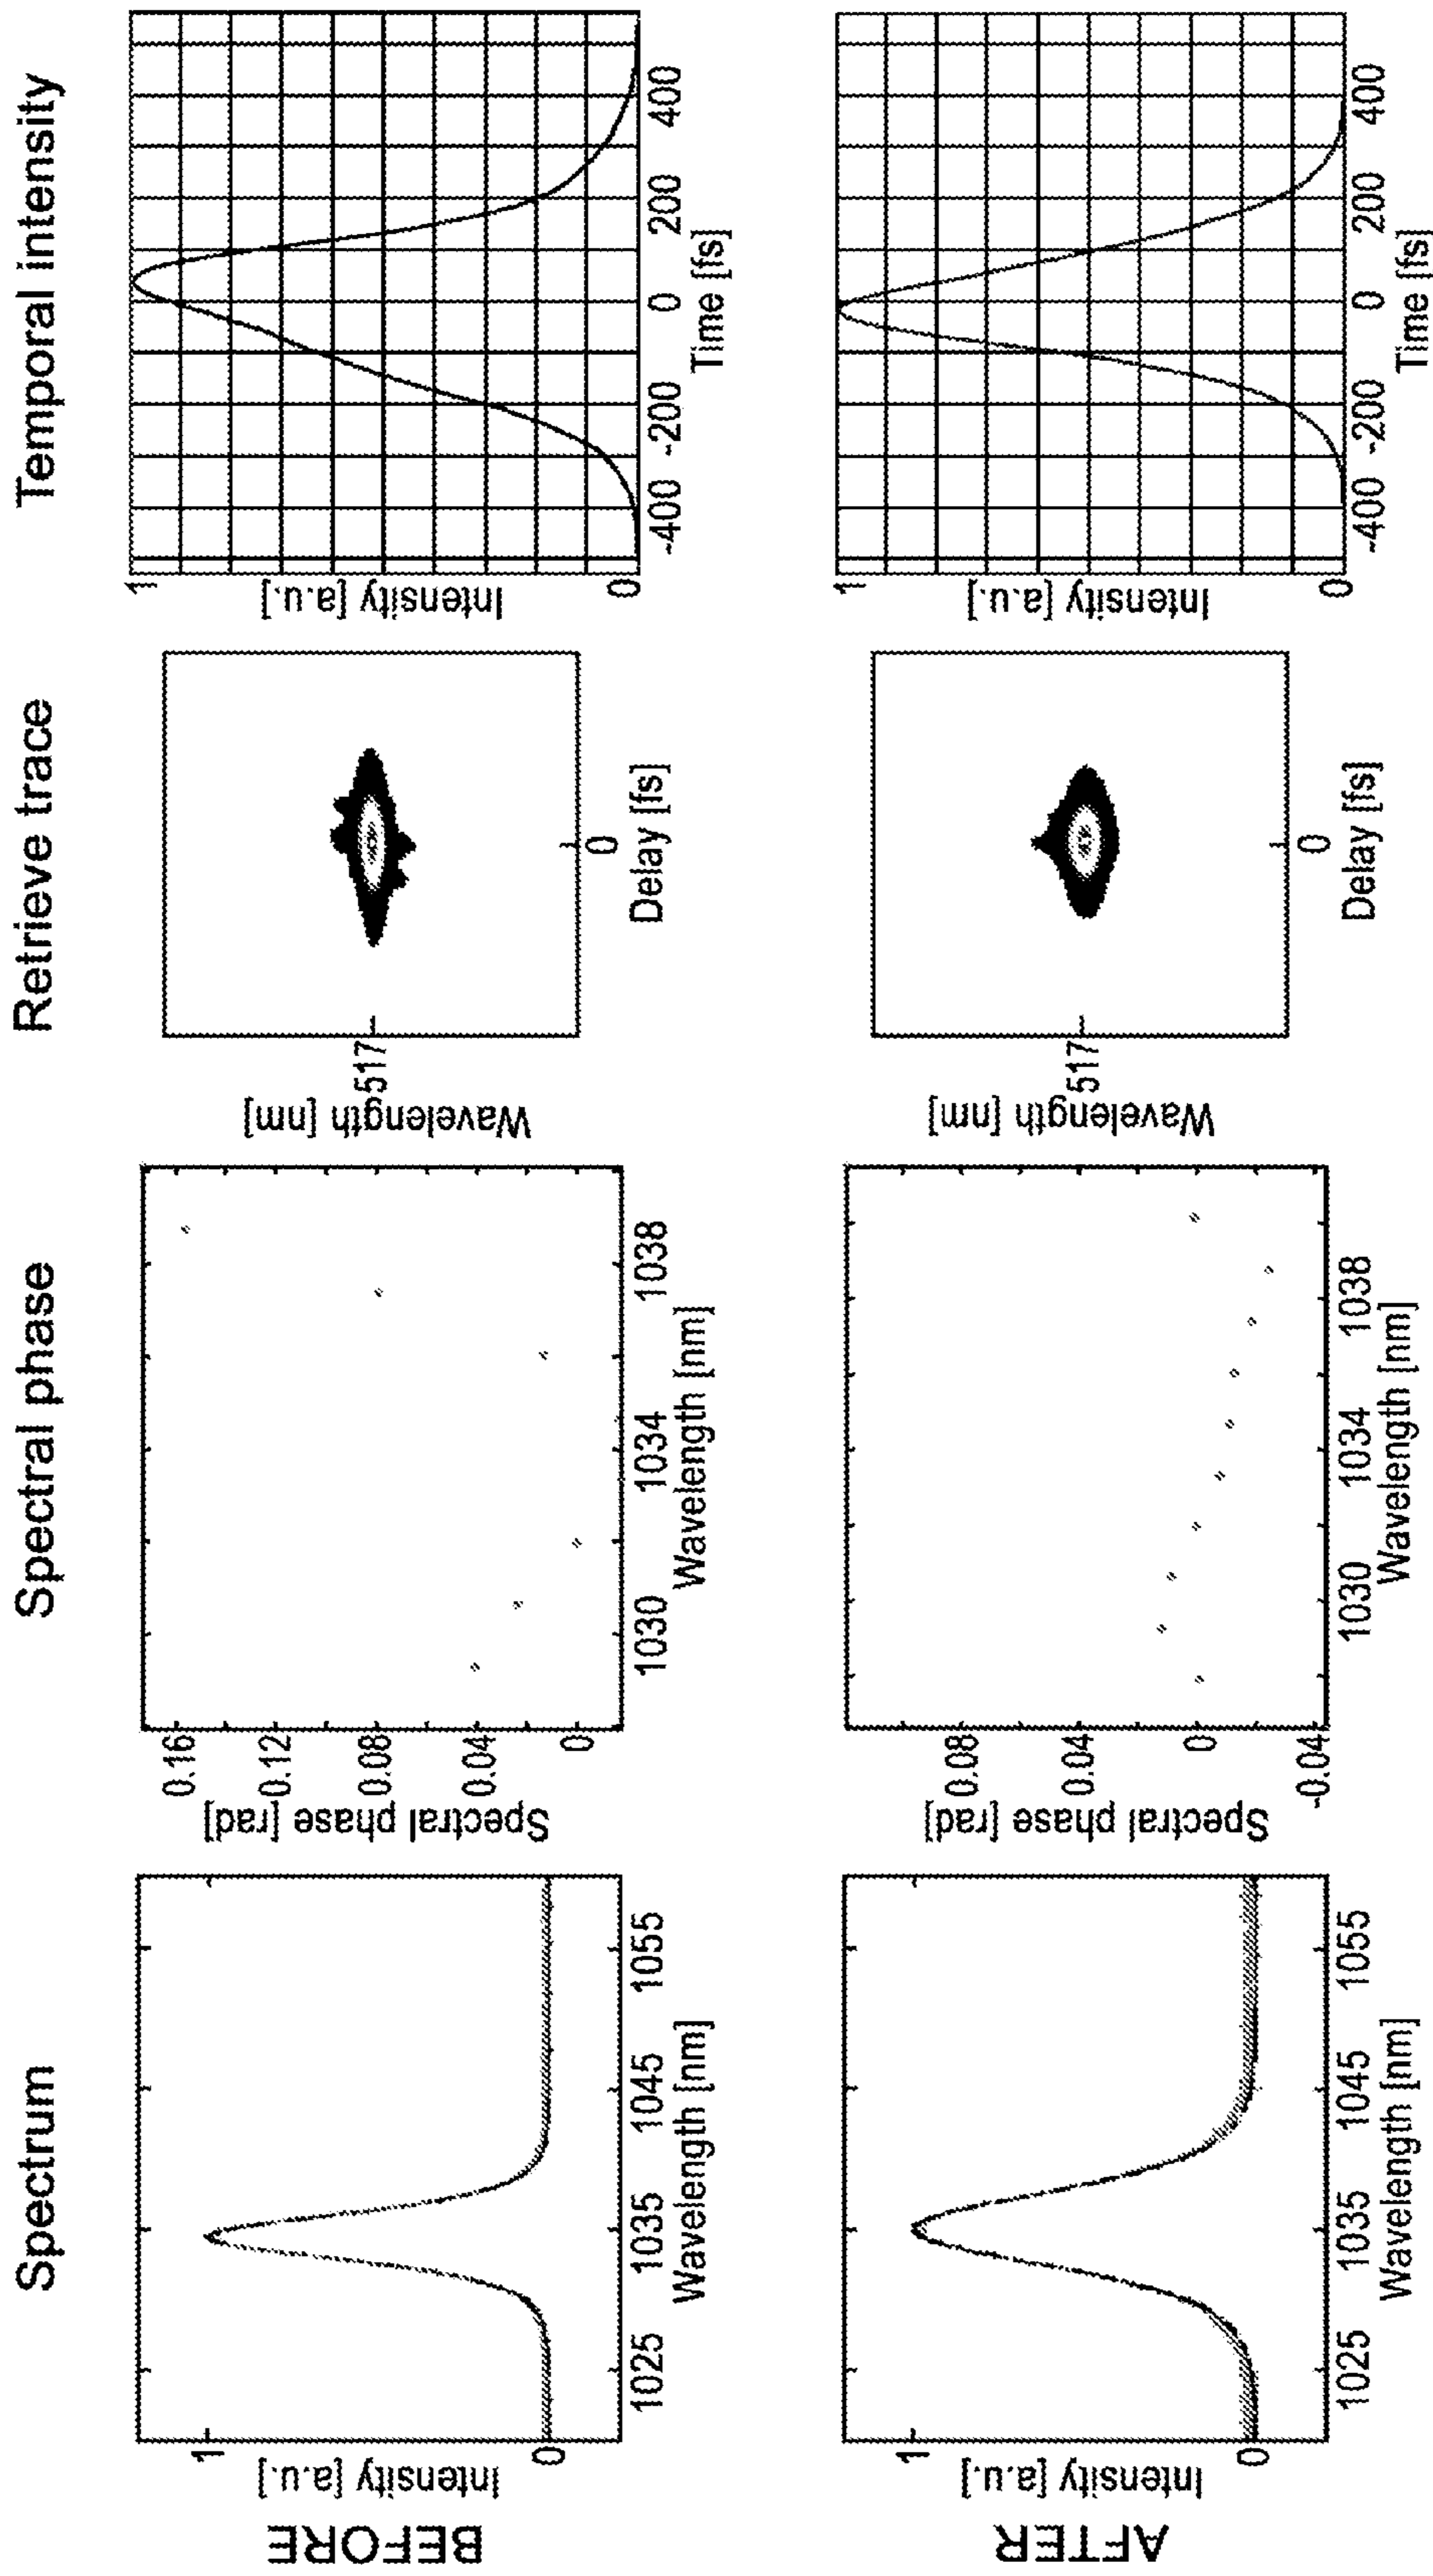 Spectrum
Spectral phase
Retrieve trace
Temporal intensity
BEFORE
Intensity [a.u.]
1
0
1025
1035
1045
1055
Wavelength [nm]
Spectral phase [rad]
0.16
0.12
0.08
0.04
0
1030
1034
1038
Wavelength [nm]
Wavelength [nm]
517
0
Delay [fs]
Intensity [a.u.]
1
0
-400
-200
0
200
400
Time [fs]
AFTER
Intensity [a.u.]
1
0
1025
1035
1045
1055
Wavelength [nm]
Spectral phase [rad]
0.08
0.04
0
-0.04
1030
1034
1038
Wavelength [nm]
Wavelength [nm]
517
0
Delay [fs]
Intensity [a.u.]
1
0
-400
-200
0
200
400
Time [fs]